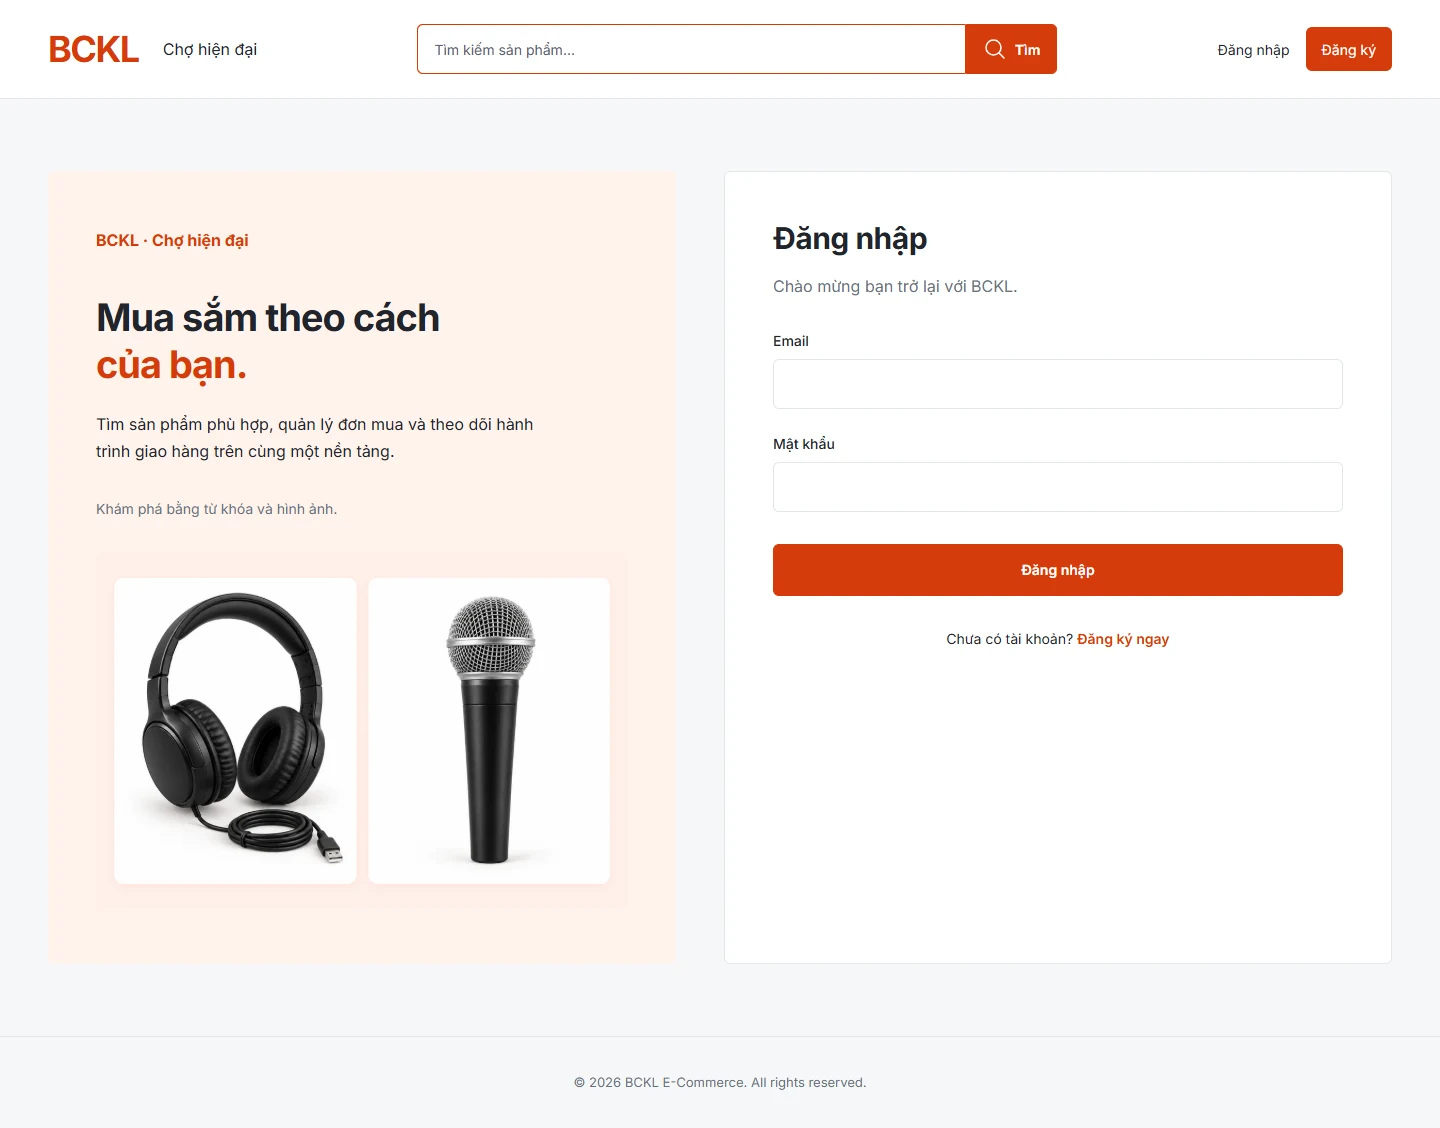 BCKL
Chợ hiện đại
Tìm kiếm sản phẩm...
Tìm
Đăng nhập
Đăng ký
BCKL · Chợ hiện đại
Mua sắm theo cách
của bạn.
Tìm sản phẩm phù hợp, quản lý đơn mua và theo dõi hành
trình giao hàng trên cùng một nền tảng.
Khám phá bằng từ khóa và hình ảnh.
Đăng nhập
Chào mừng bạn trở lại với BCKL.
Email
Mật khẩu
Đăng nhập
Chưa có tài khoản? Đăng ký ngay
© 2026 BCKL E-Commerce. All rights reserved.